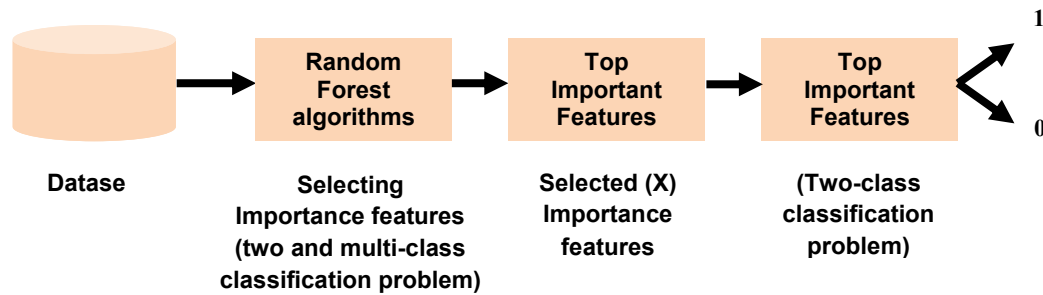 1
Random
Forest
algorithms
Top
Important
Features
Top
Important
Features
0
Datase
Selecting
Importance features
(two and multi-class
classification problem)
Selected (X)
Importance
features
(Two-class
classification
problem)